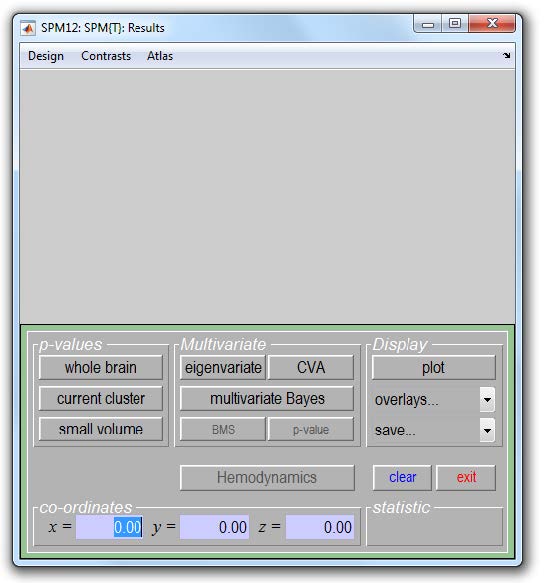 SPM12: SPM{T}: Results
Design Contrasts Atlas
p-values Multivariate Display
whole brain eigenvariate CVA plot
current cluster multivariate Bayes overlays...
small volume BMS p-value save...
Hemodynamics clear exit
co-ordinates statistic
x = 0.00 y = 0.00 z = 0.00